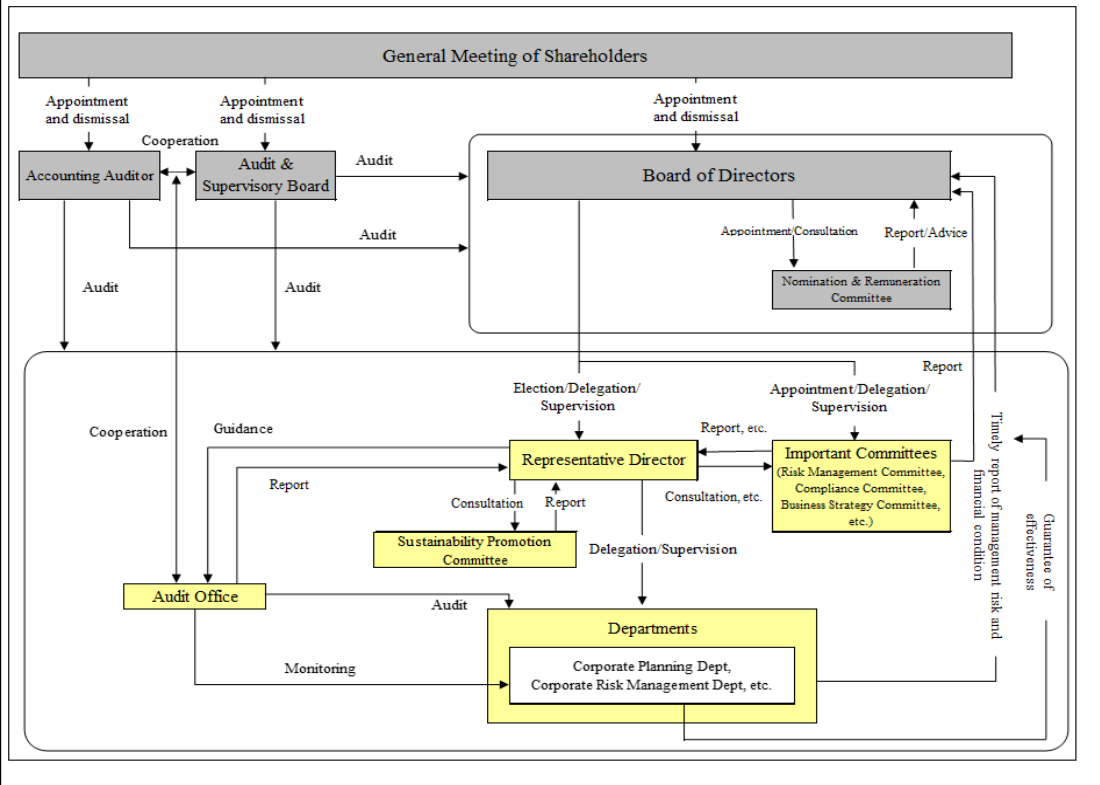 General Meeting of Shareholders
Appointment
and dismissal
Appointment
and dismissal
Appointment
and dismissal
Cooperation
Accounting Auditor
Audit &
Supervisory Board
Audit
Board of Directors
Audit
Appointment/Consultation
Report/Advice
Nomination & Remuneration
Committee
Audit
Audit
Report
Election/Delegation/
Supervision
Appointment/Delegation/
Supervision
Cooperation
Guidance
Report, etc.
Representative Director
Important Committees
(Risk Management Committee,
Compliance Committee,
Business Strategy Committee,
etc.)
Report
Consultation
Report
Consultation, etc.
Sustainability Promotion
Committee
Delegation/Supervision
Timely report of management risk and
financial condition
Guarantee of
effectiveness
Audit Office
Audit
Departments
Monitoring
Corporate Planning Dept,
Corporate Risk Management Dept, etc.